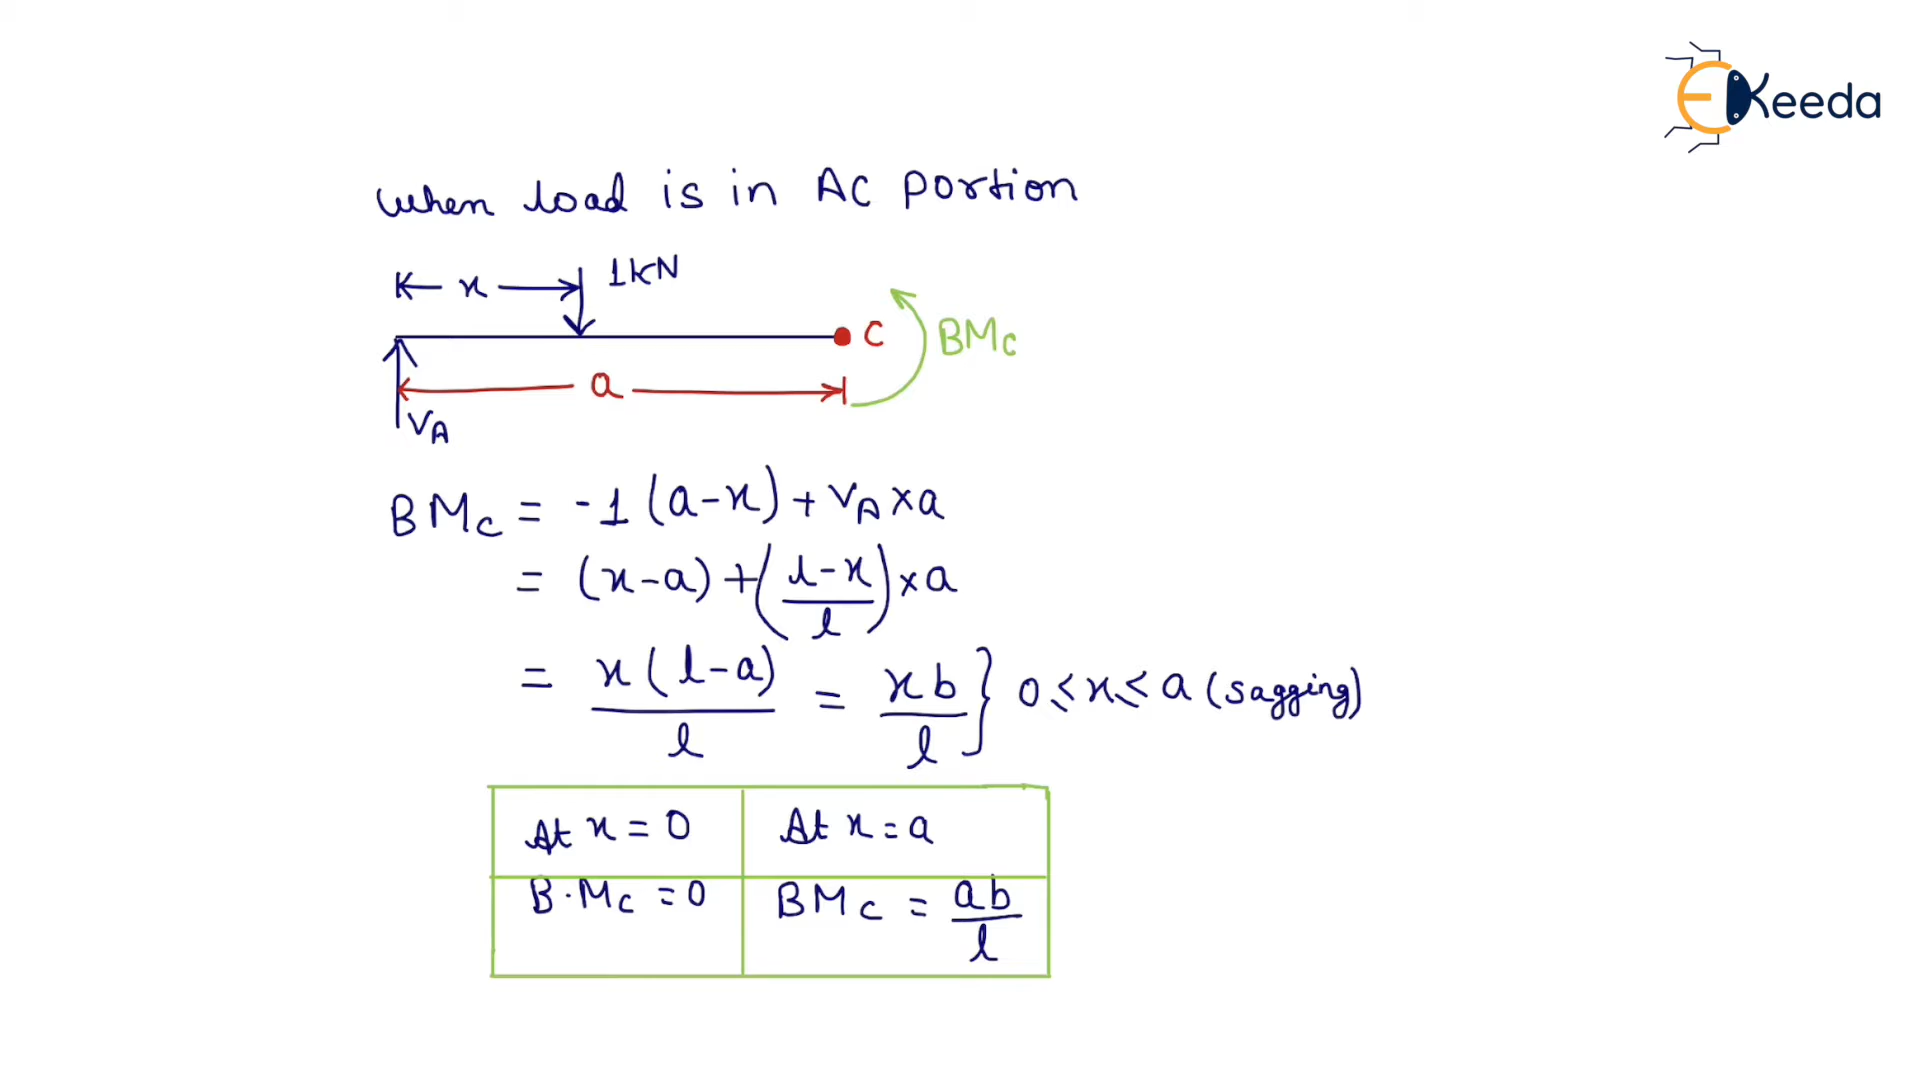 EKeeda
When load is in AC portion
x 1kN
C BMc
a
VA
BMc = -1 (a-x) + VA×a
= (x-a) + (l-x/l)×a
= x(l-a)/l = xb/l } 0≤x≤a (sagging)
At x=0 At x=a
B.Mc =0 BMc = ab/l